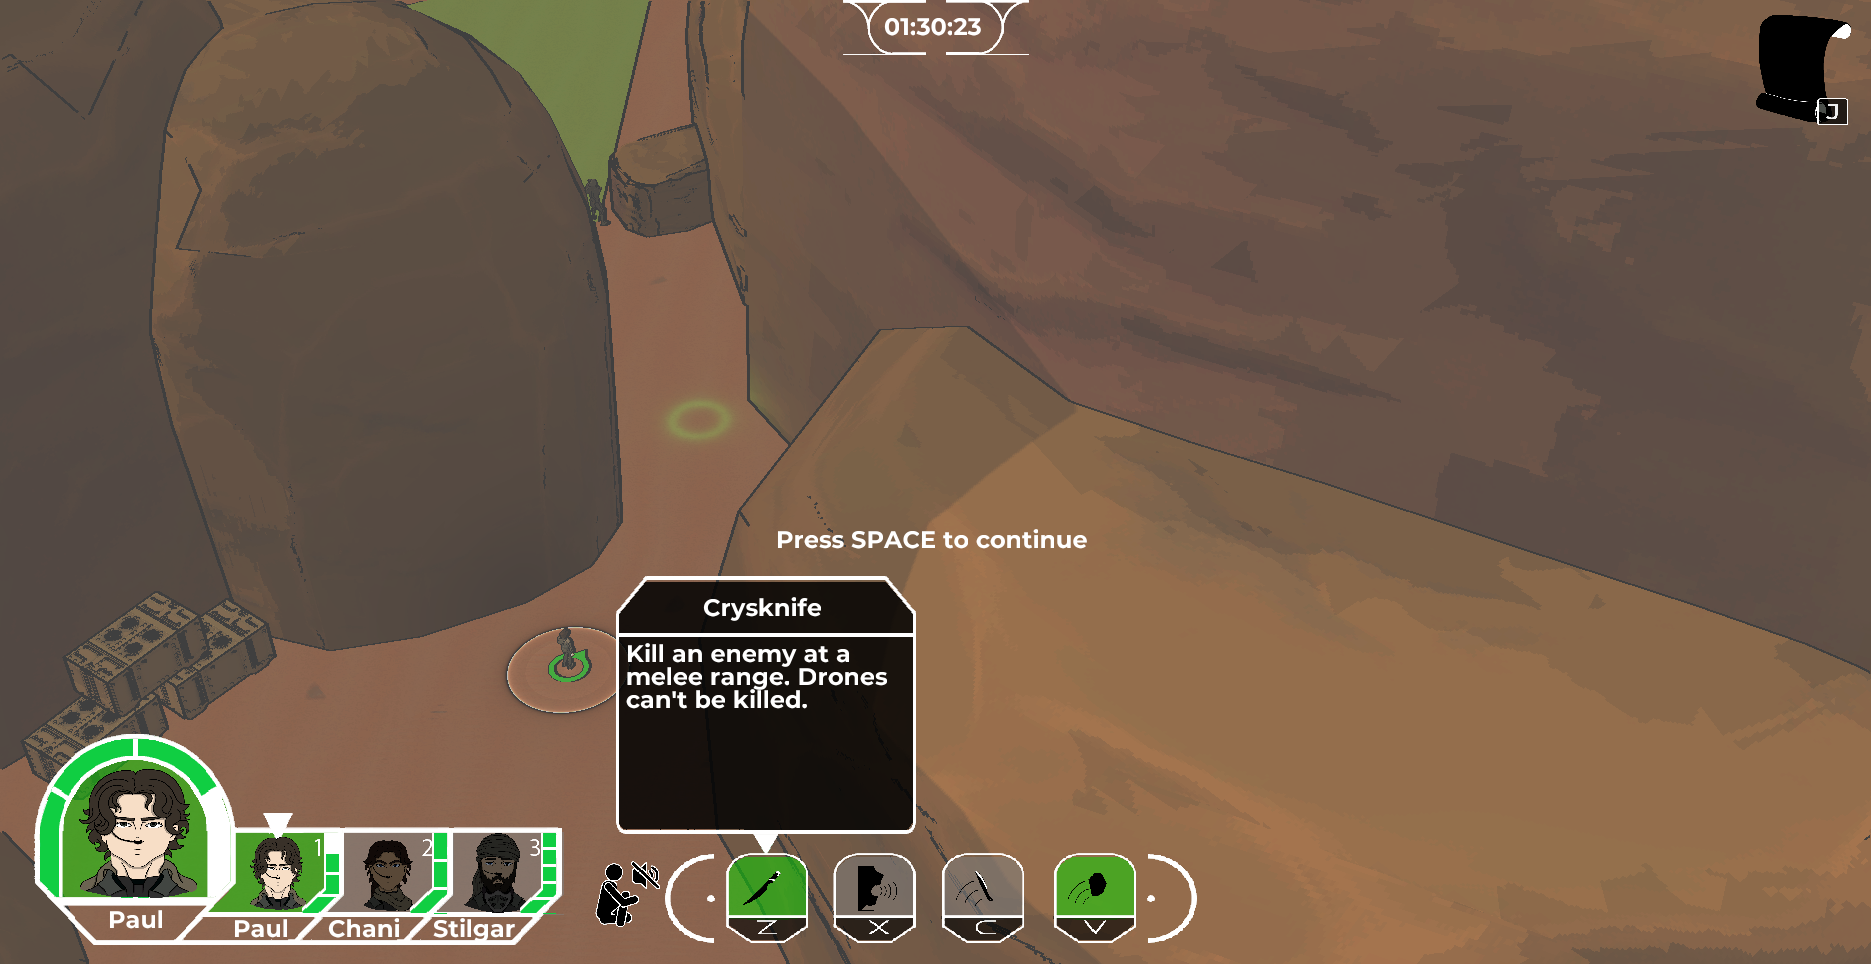 01:30:23
J
Press SPACE to continue
Crysknife
Kill an enemy at a
melee range. Drones
can't be killed.
1
2
3
Paul
Paul
Chani
Stilgar
Z
X
C
V